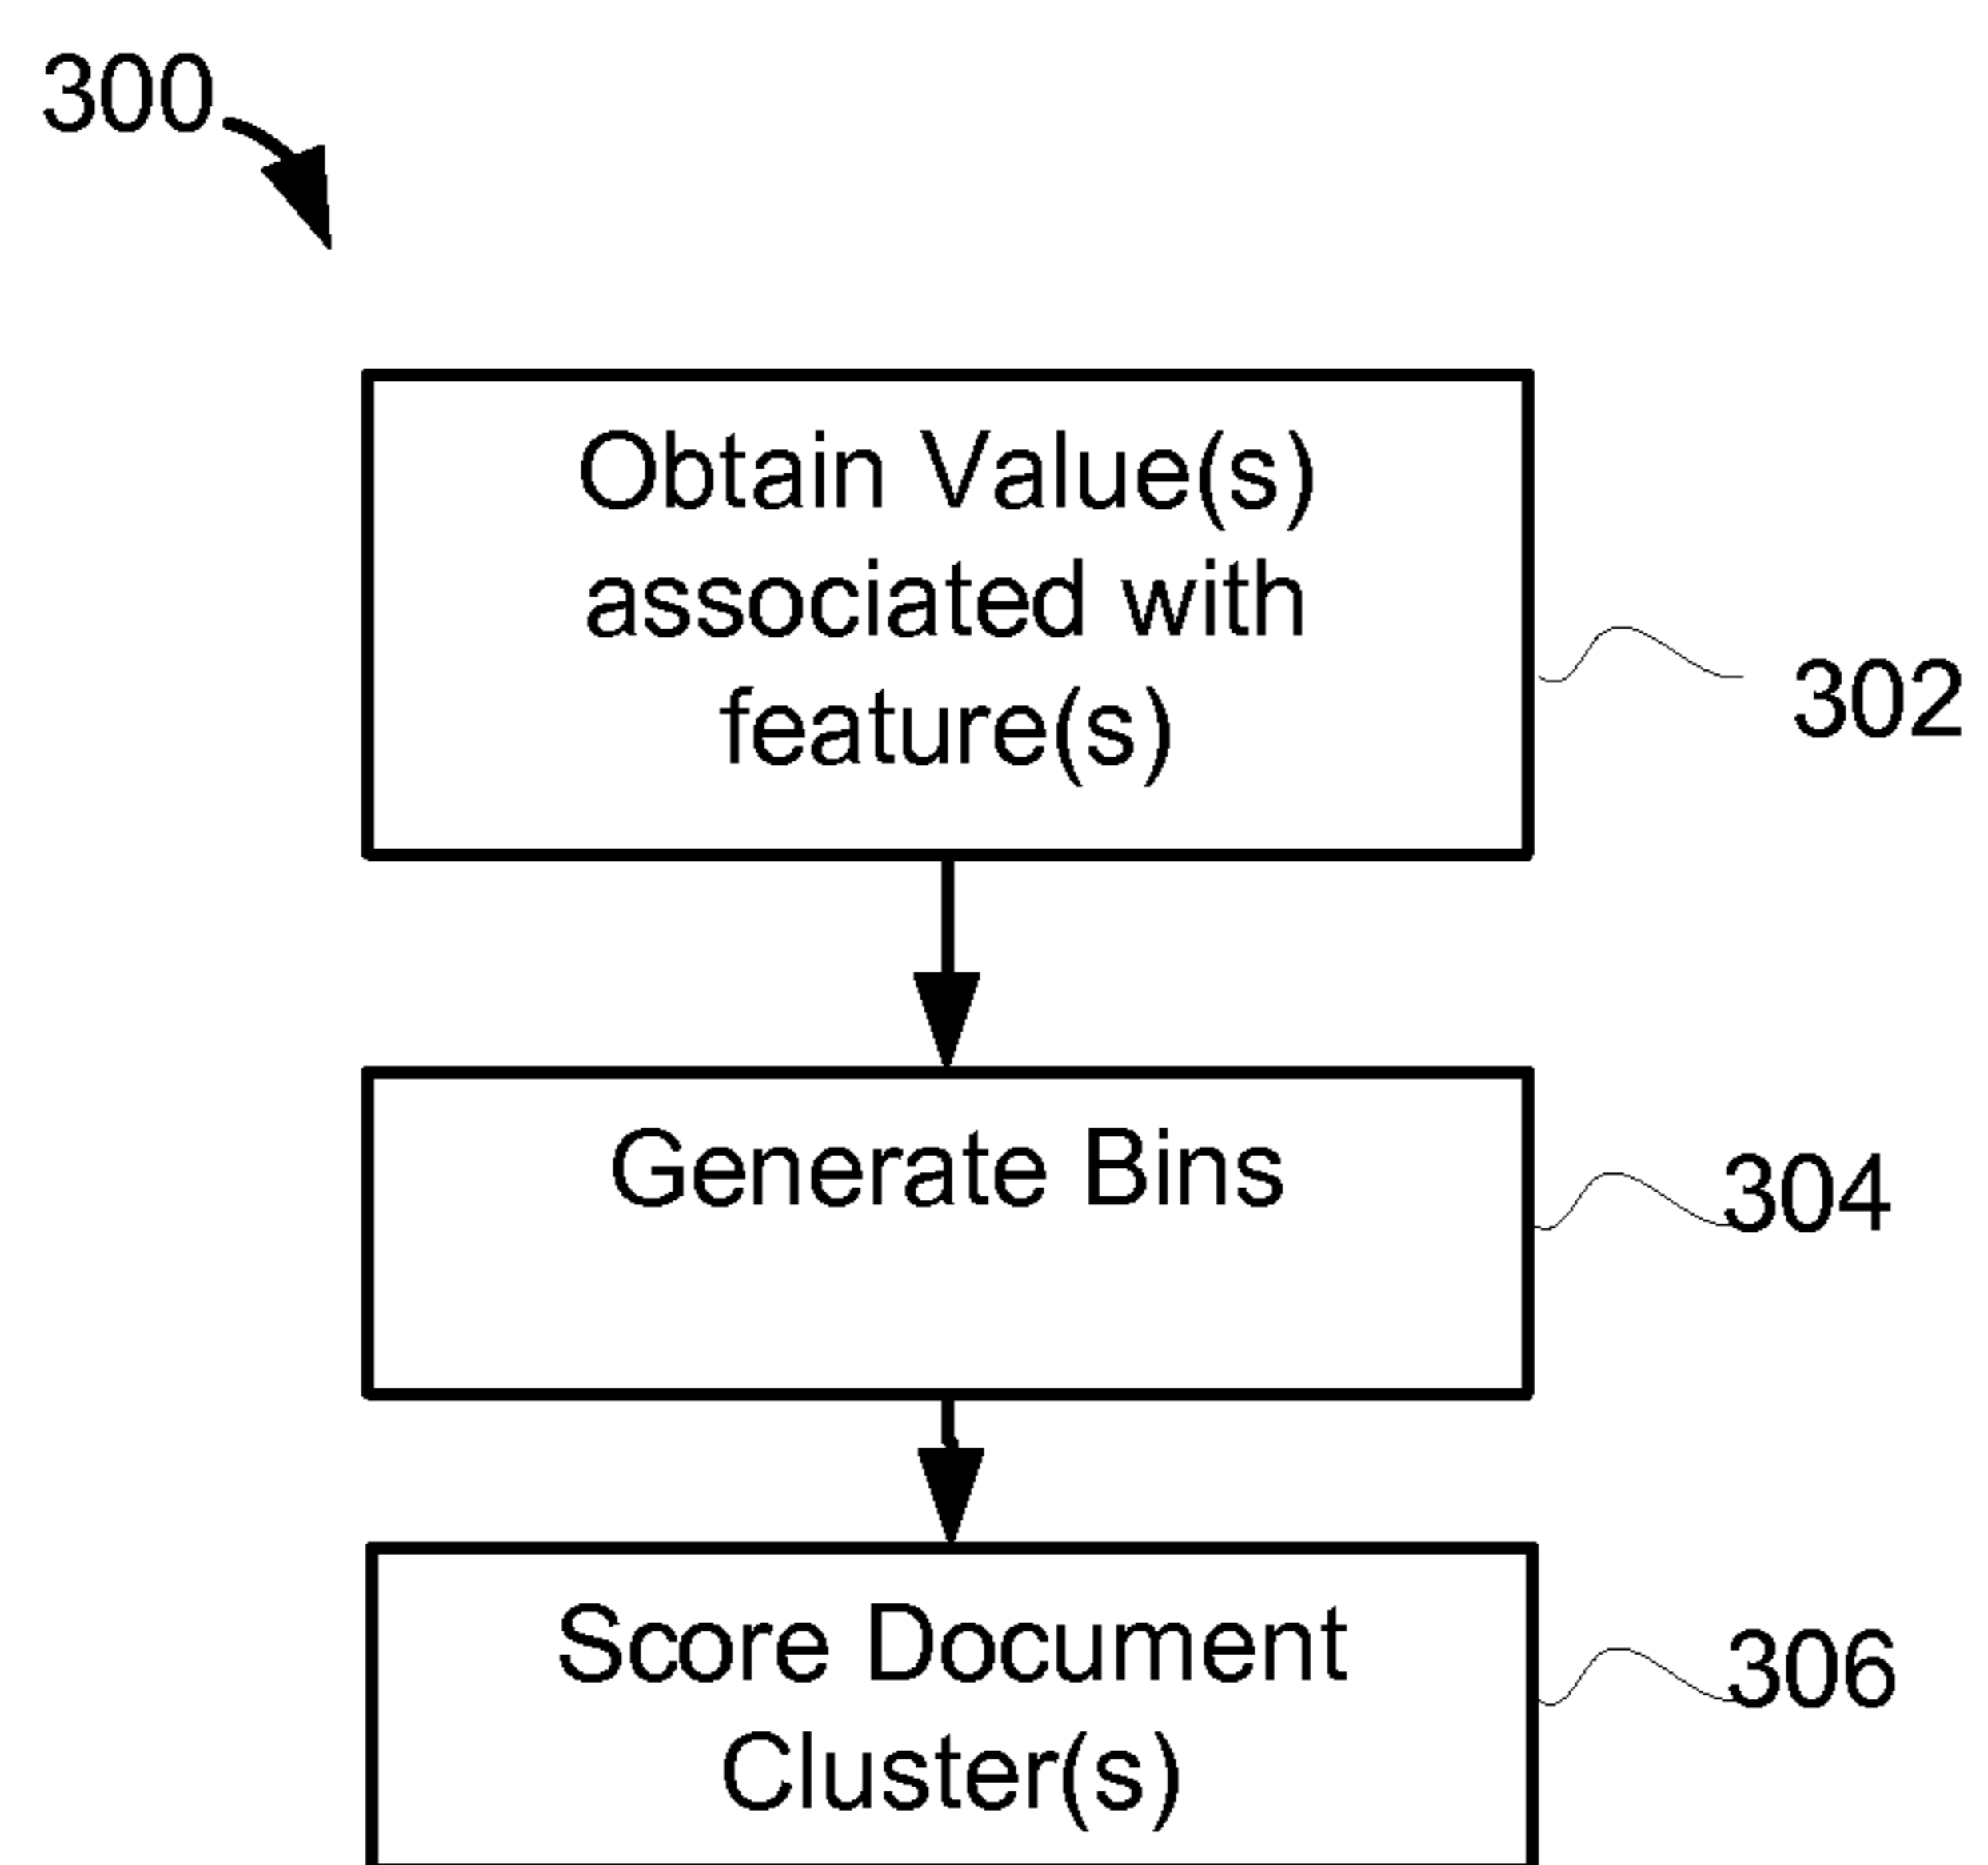 300
Obtain Value(s)
associated with
feature(s)
302
Generate Bins
304
Score Document
Cluster(s)
306